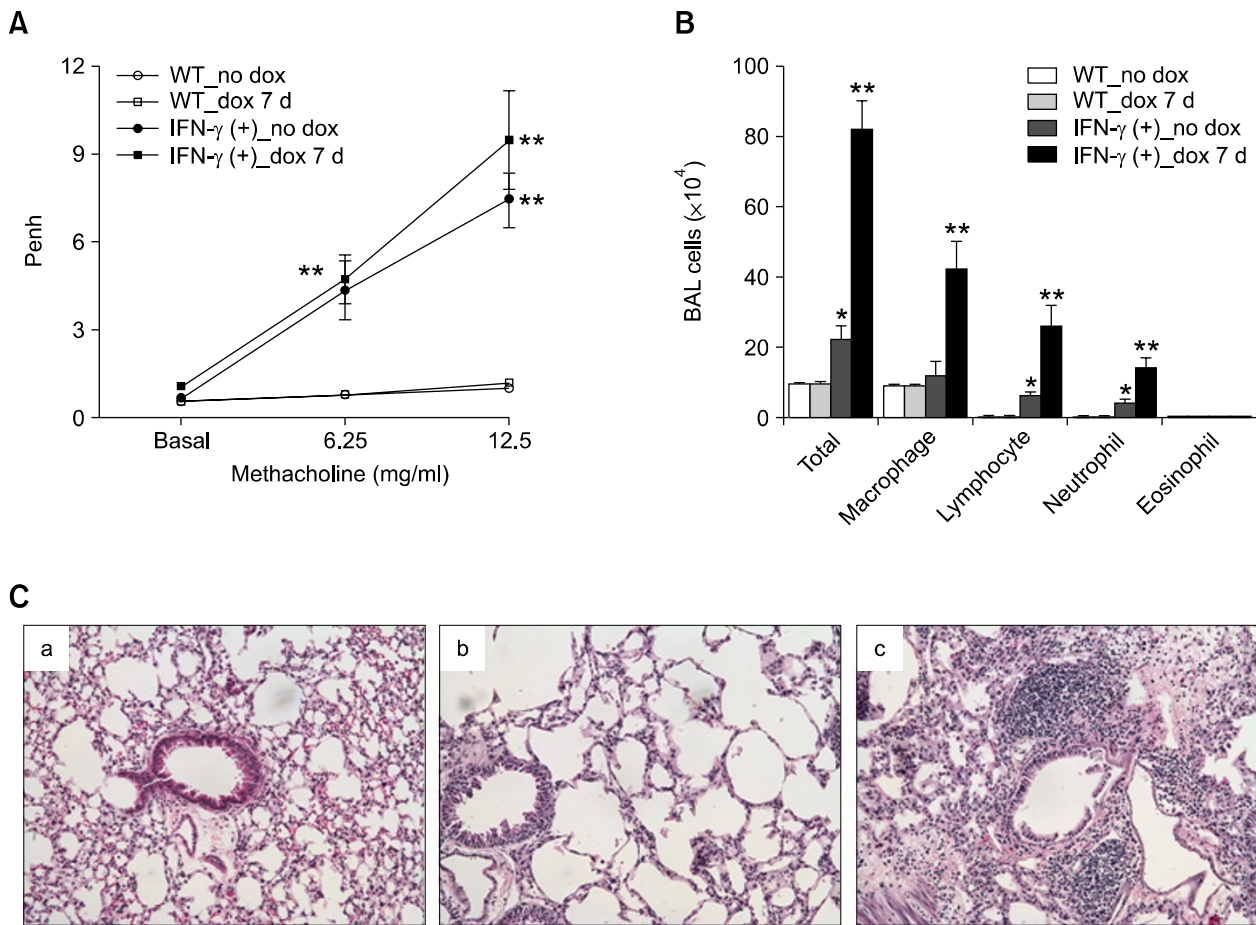 A
12
9
6
3
0
Penh
WT_no dox
WT_dox 7 d
IFN-γ (+)_no dox
IFN-γ (+)_dox 7 d
**
**
**
Basal
6.25
12.5
Methacholine (mg/ml)
B
100
80
60
40
20
0
BAL cells (×10⁴)
WT_no dox
WT_dox 7 d
IFN-γ (+)_no dox
IFN-γ (+)_dox 7 d
*
**
**
*
**
*
**
Total
Macrophage
Lymphocyte
Neutrophil
Eosinophil
C
a
b
c